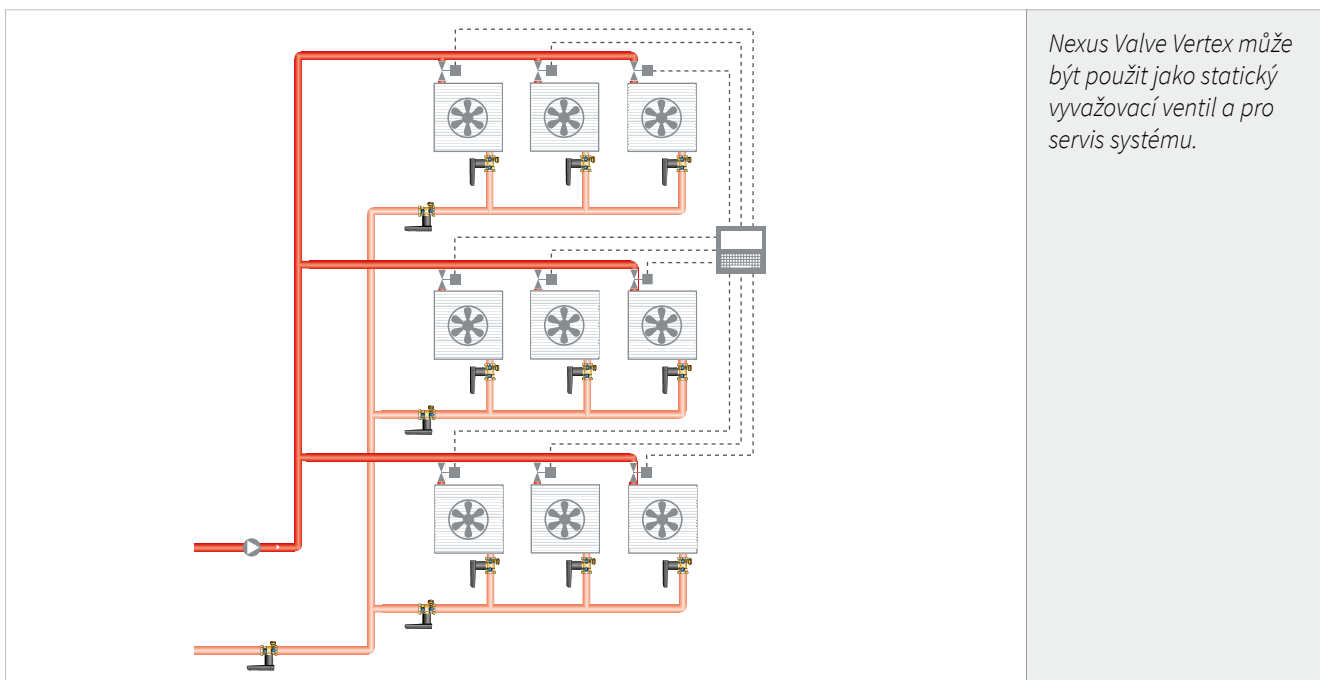 Nexus Valve Vertex může
být použit jako statický
vyvažovací ventil a pro
servis systému.